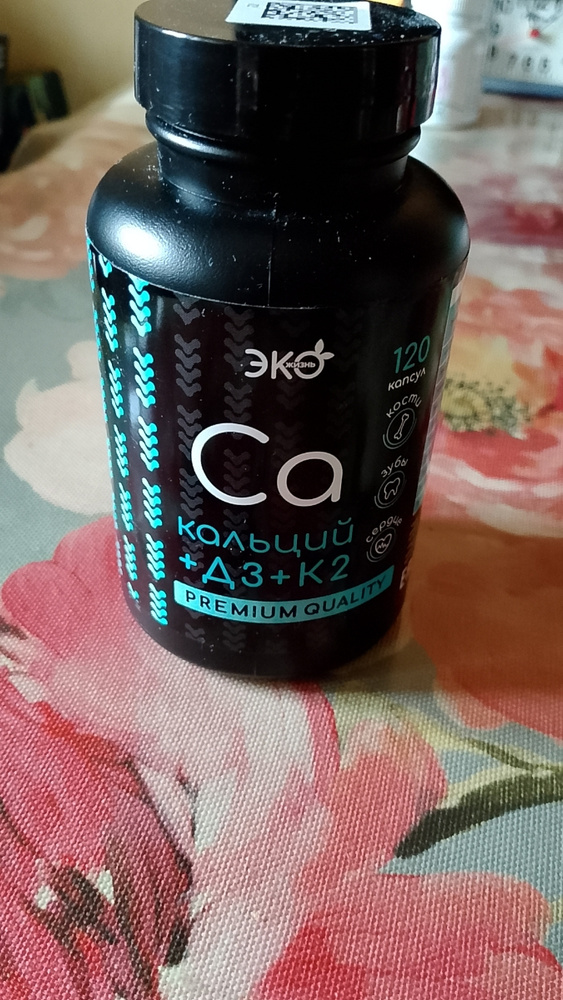 ЭКО
ЖИЗНЬ
120
капсул
кости
зубы
сердце
Ca
кальций
+Д3+К2
PREMIUM QUALITY